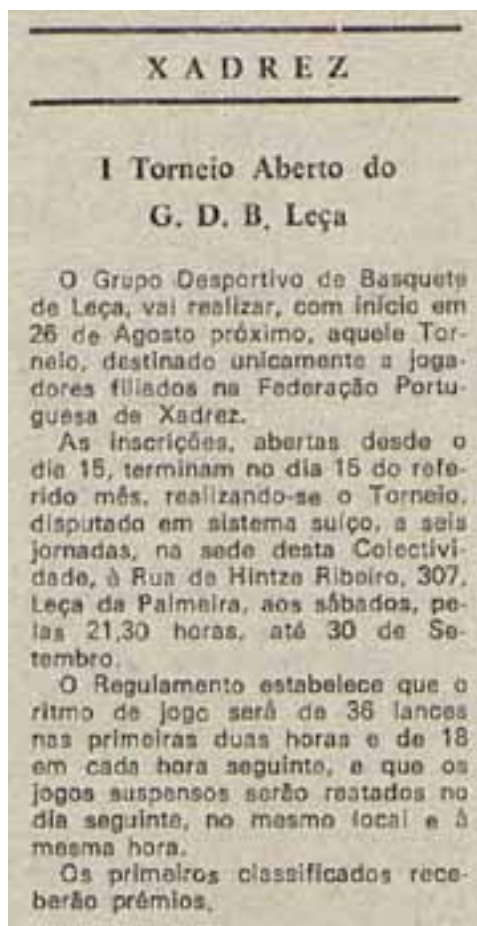 XADREZ
I Torneio Aberto do
G. D. B. Leça
O Grupo Desportivo de Basquete
de Leça, vai realizar, com início em
26 de Agosto próximo, aquele Tor-
neio, destinado unicamente a joga-
dores filiados na Federação Portu-
guesa de Xadrez.
As inscrições, abertas desde o
dia 15, terminam no dia 15 do refe-
rido mês, realizando-se o Torneio,
disputado em sistema suíço, a seis
jornadas, na sede desta Colectivi-
dade, à Rua de Hintze Ribeiro, 307,
Leça da Palmeira, aos sábados, pe-
las 21,30 horas, até 30 de Se-
tembro.
O Regulamento estabelece que o
ritmo de jogo será de 36 lances
nas primeiras duas horas e de 18
em cada hora seguinte, e que os
jogos suspensos serão reatados no
dia seguinte, no mesmo local e à
mesma hora.
Os primeiros classificados rece-
berão prémios.